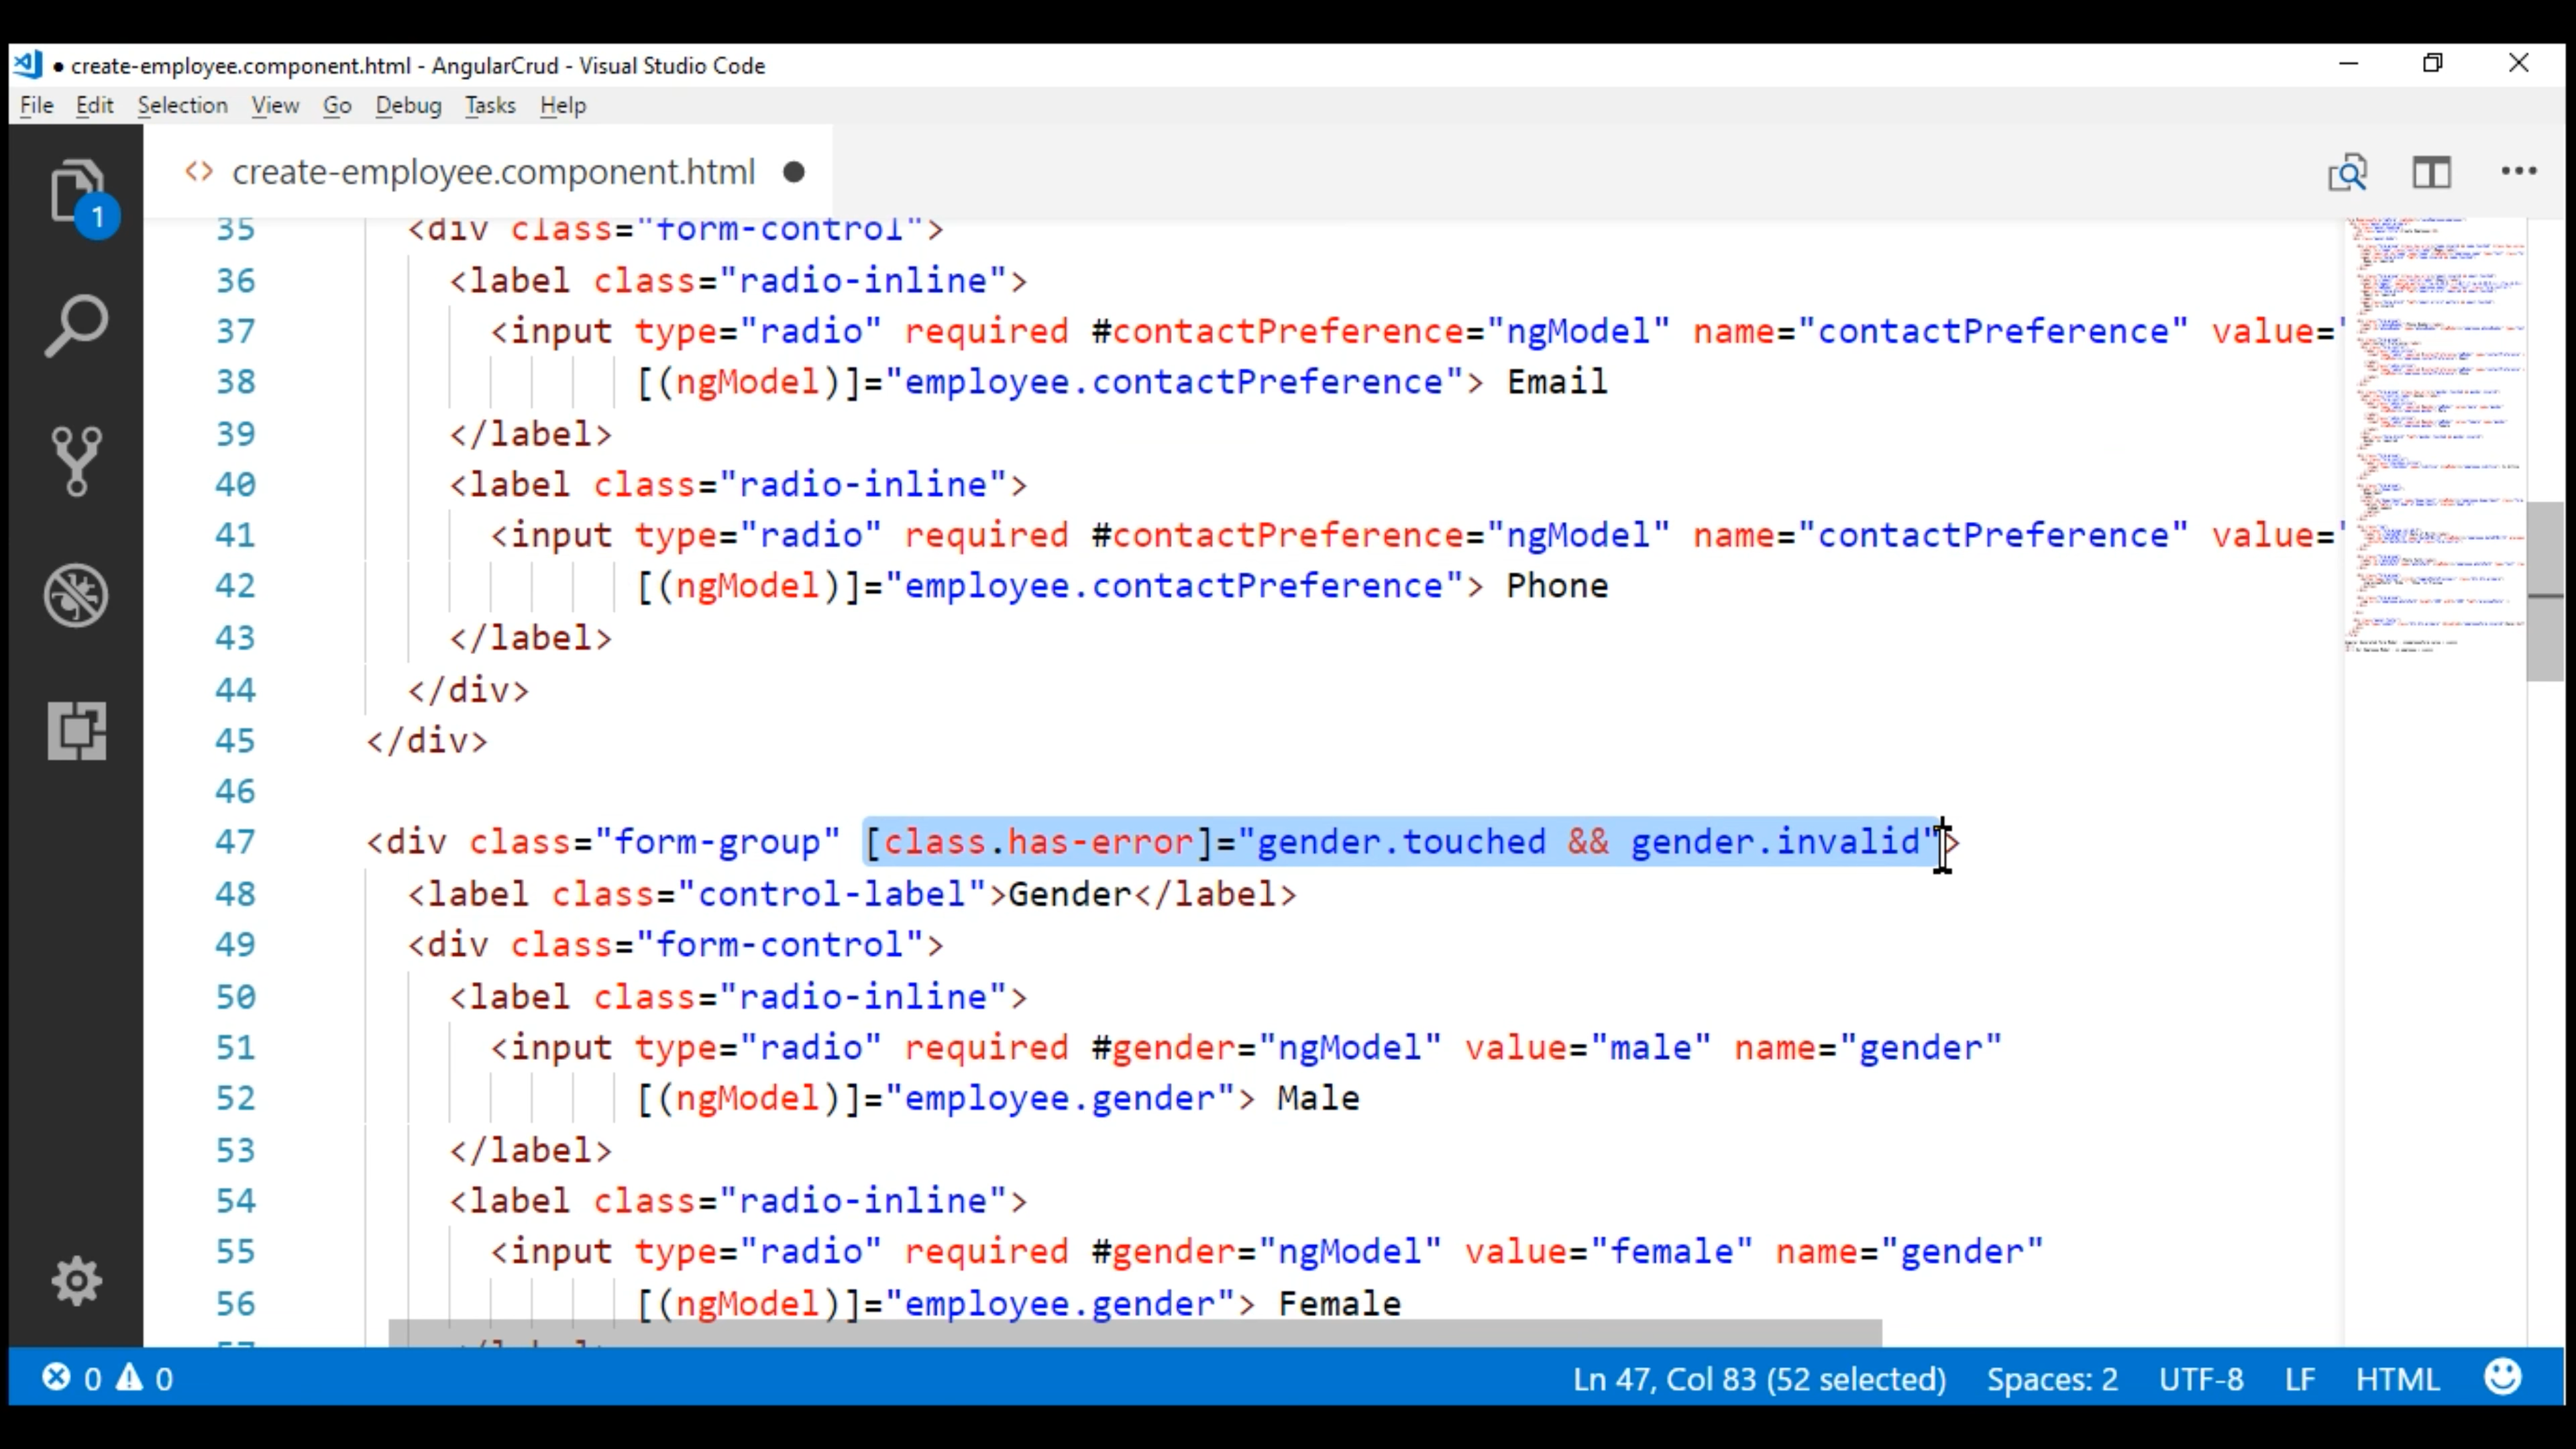 ● create-employee.component.html - AngularCrud - Visual Studio Code
File Edit Selection View Go Debug Tasks Help
1
<> create-employee.component.html ●
35 <div class="form-control">
36 <label class="radio-inline">
37 <input type="radio" required #contactPreference="ngModel" name="contactPreference" value="
38 [(ngModel)]="employee.contactPreference"> Email
39 </label>
40 <label class="radio-inline">
41 <input type="radio" required #contactPreference="ngModel" name="contactPreference" value="
42 [(ngModel)]="employee.contactPreference"> Phone
43 </label>
44 </div>
45 </div>
46
47 <div class="form-group" [class.has-error]="gender.touched && gender.invalid">
48 <label class="control-label">Gender</label>
49 <div class="form-control">
50 <label class="radio-inline">
51 <input type="radio" required #gender="ngModel" value="male" name="gender"
52 [(ngModel)]="employee.gender"> Male
53 </label>
54 <label class="radio-inline">
55 <input type="radio" required #gender="ngModel" value="female" name="gender"
56 [(ngModel)]="employee.gender"> Female
0 0 Ln 47, Col 83 (52 selected) Spaces: 2 UTF-8 LF HTML